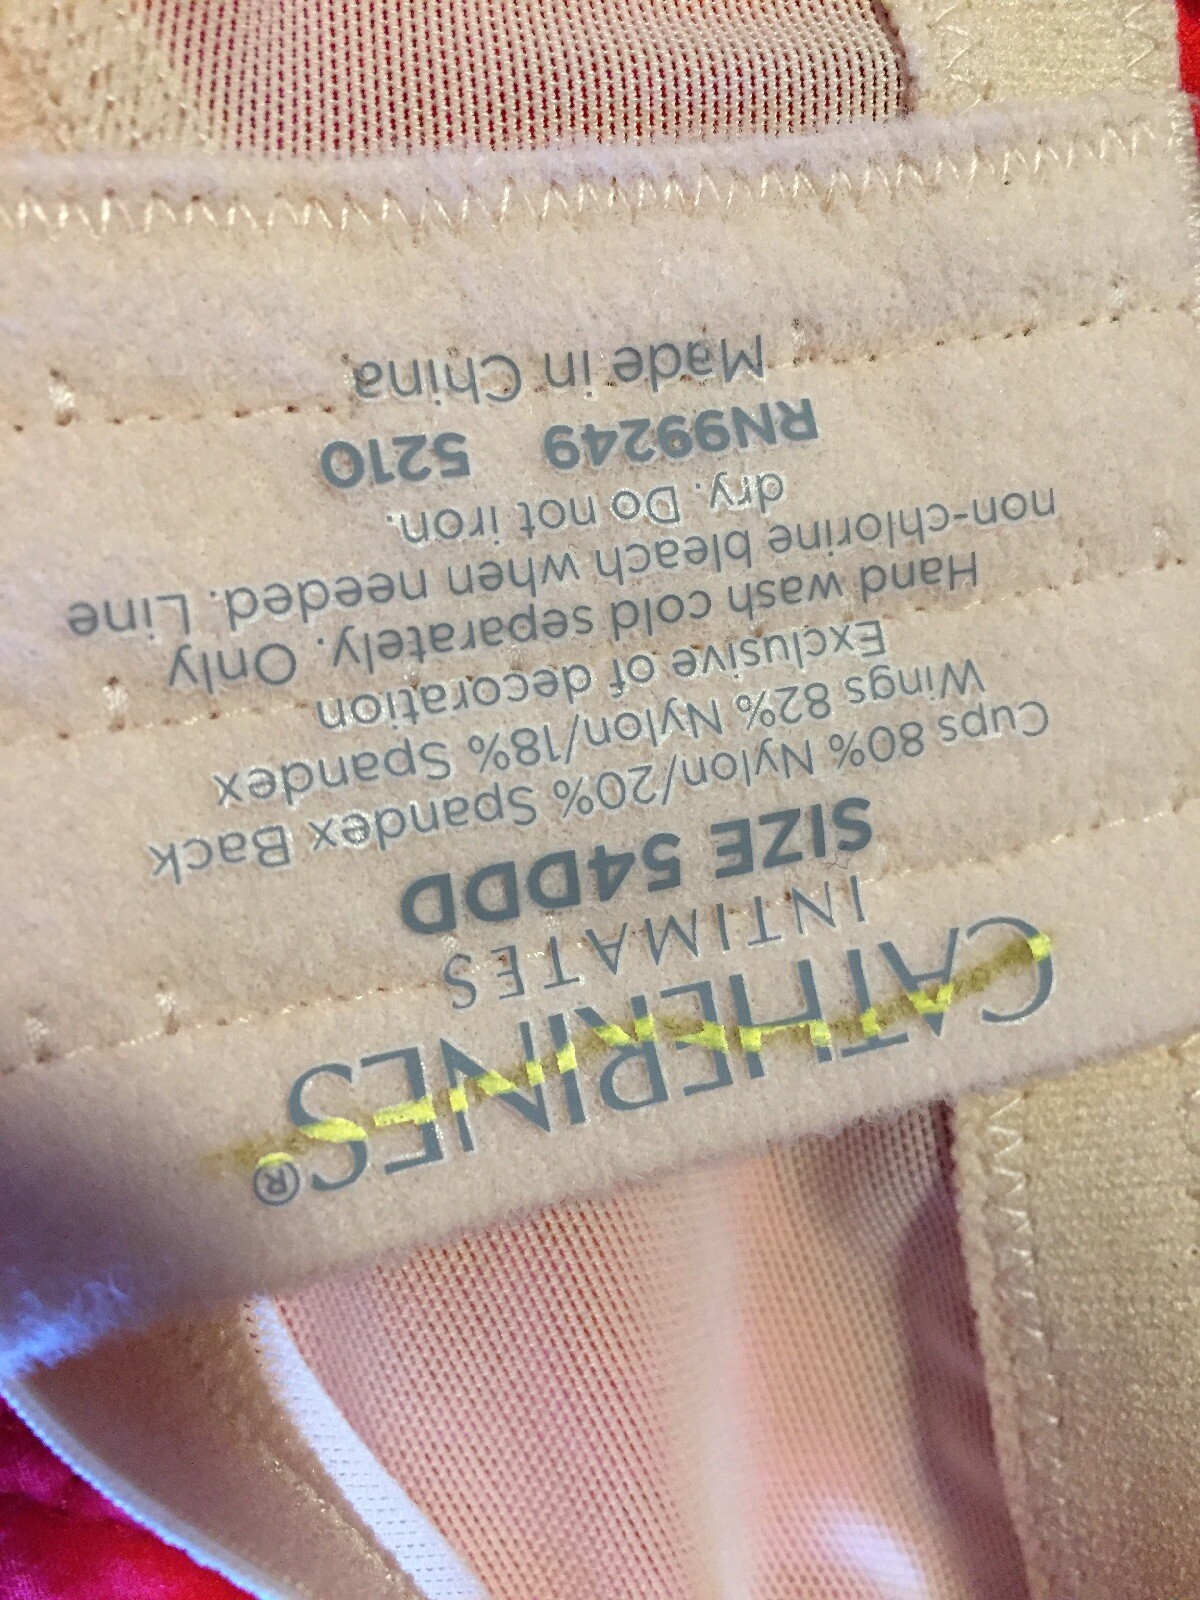 CATHERINES®
INTIMATES
SIZE 54DDD
Cups 80% Nylon/20% Spandex Back
Wings 82% Nylon/18% Spandex
Exclusive of decoration
Hand wash cold separately. Only
non-chlorine bleach when needed. Line
dry. Do not iron.
RN99249 5210
Made in China